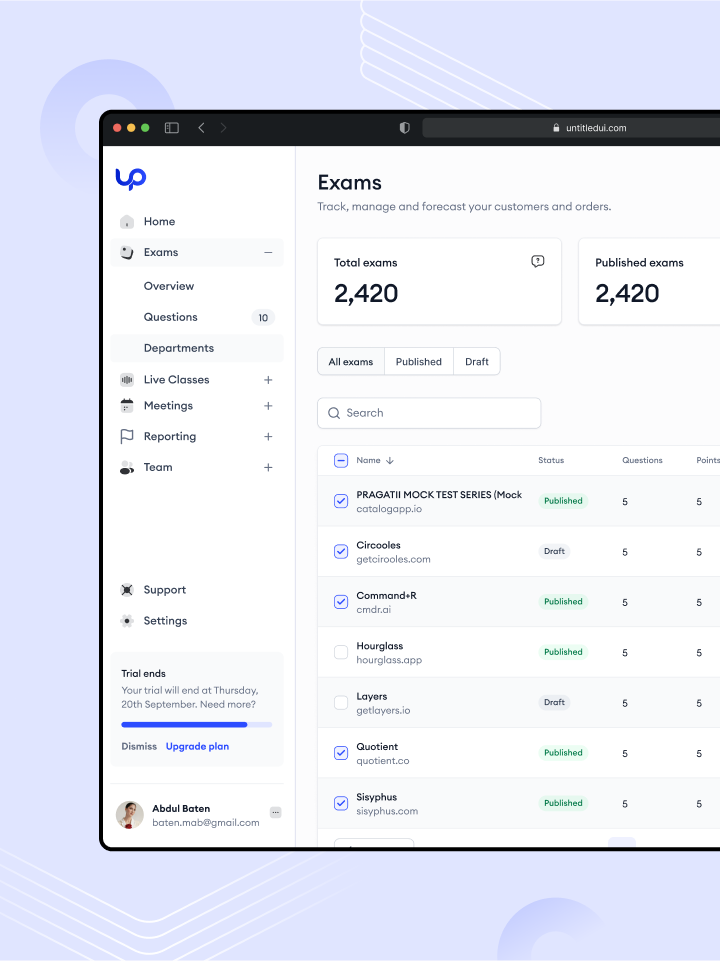 untitledui.com
up
Home
Exams
Overview
Questions 10
Departments
Live Classes
Meetings
Reporting
Team
Support
Settings
Trial ends
Your trial will end at Thursday,
20th September. Need more?
Dismiss Upgrade plan
Abdul Baten
baten.mab@gmail.com
Exams
Track, manage and forecast your customers and orders.
Total exams
2,420
Published exams
2,420
All exams Published Draft
Search
Name Status Questions Points
PRAGATII MOCK TEST SERIES (Mock
catalogapp.io
Published 5 5
Circooles
getcirooles.com
Draft 5 5
Command+R
cmdr.ai
Published 5 5
Hourglass
hourglass.app
Published 5 5
Layers
getlayers.io
Draft 5 5
Quotient
quotient.co
Published 5 5
Sisyphus
sisyphus.com
Published 5 5